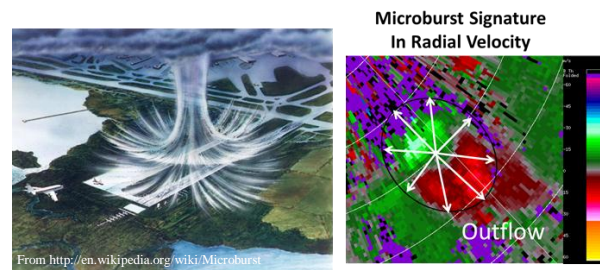 Microburst Signature
In Radial Velocity
Outflow
From http://en.wikipedia.org/wiki/Microburst